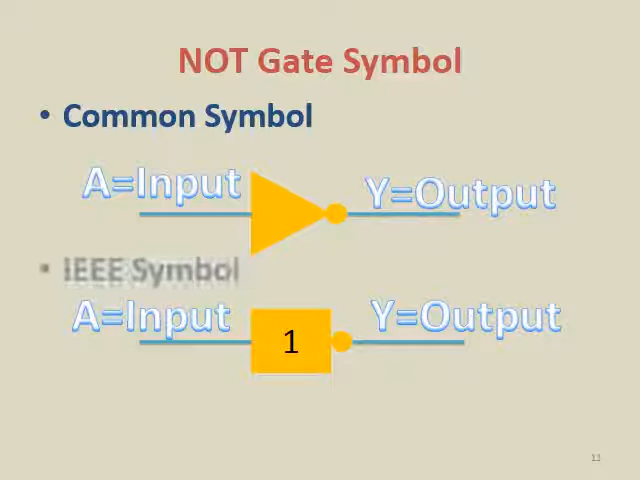 NOT Gate Symbol
• Common Symbol
A=Input Y=Output
• IEEE Symbol
A=Input Y=Output
1
11